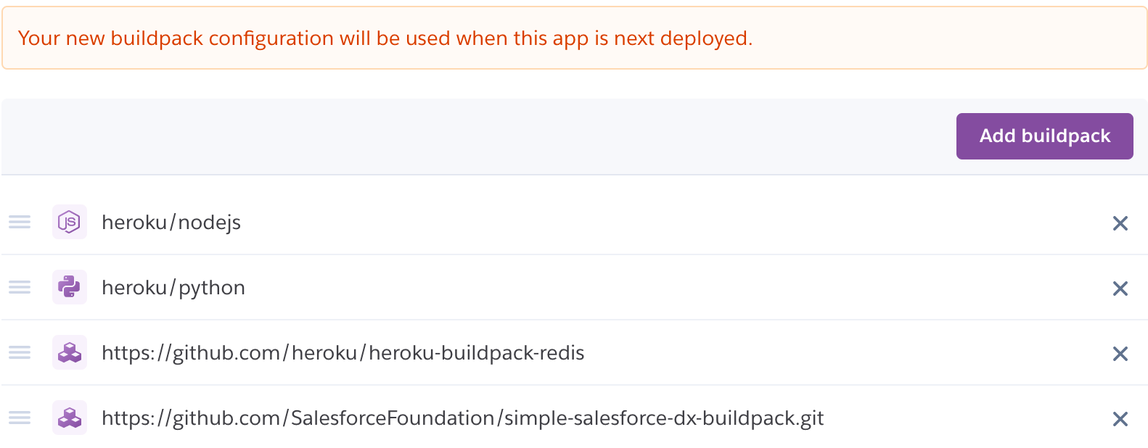 Your new buildpack configuration will be used when this app is next deployed.
Add buildpack
JS
heroku/nodejs
heroku/python
https://github.com/heroku/heroku-buildpack-redis
https://github.com/SalesforceFoundation/simple-salesforce-dx-buildpack.git